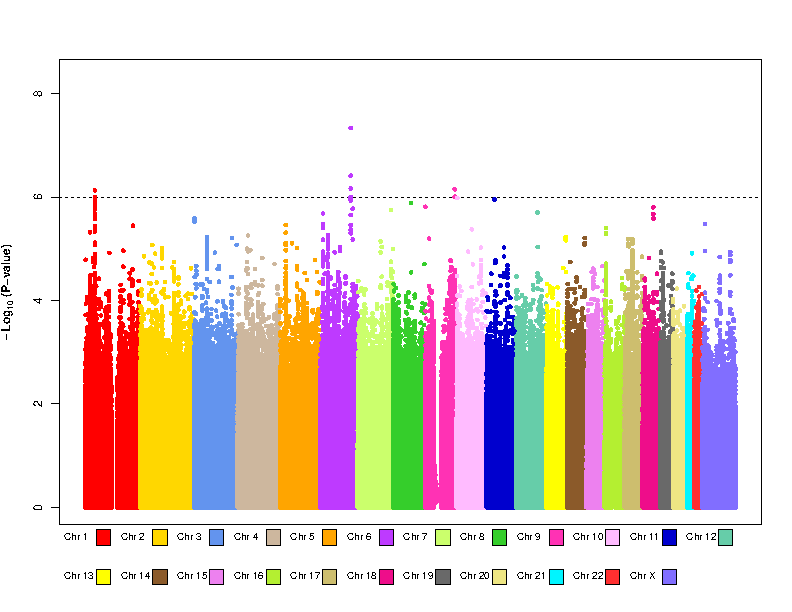 8
6
4
2
0
−Log10 (P−value)
Chr 1 Chr 2 Chr 3 Chr 4 Chr 5 Chr 6 Chr 7 Chr 8 Chr 9 Chr 10 Chr 11 Chr 12
Chr 13 Chr 14 Chr 15 Chr 16 Chr 17 Chr 18 Chr 19 Chr 20 Chr 21 Chr 22 Chr X